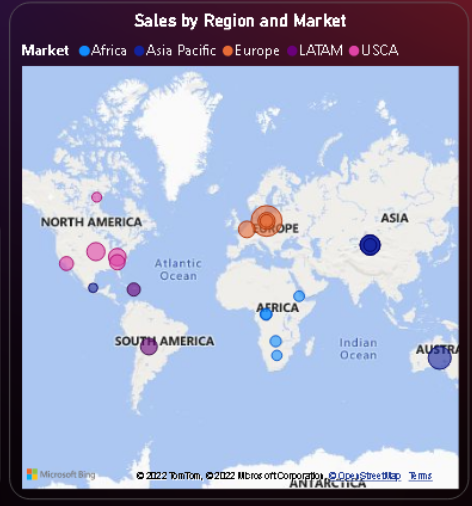 Sales by Region and Market
Market Africa Asia Pacific Europe LATAM USCA
NORTH AMERICA
ASIA
EUROPE
Atlantic
Ocean
AFRICA
SOUTH AMERICA
Indian
Ocean
AUSTRA
Microsoft Bing
© 2022 TomTom, © 2022 Microsoft Corporation, © OpenStreetMap Terms
ANTARCTICA